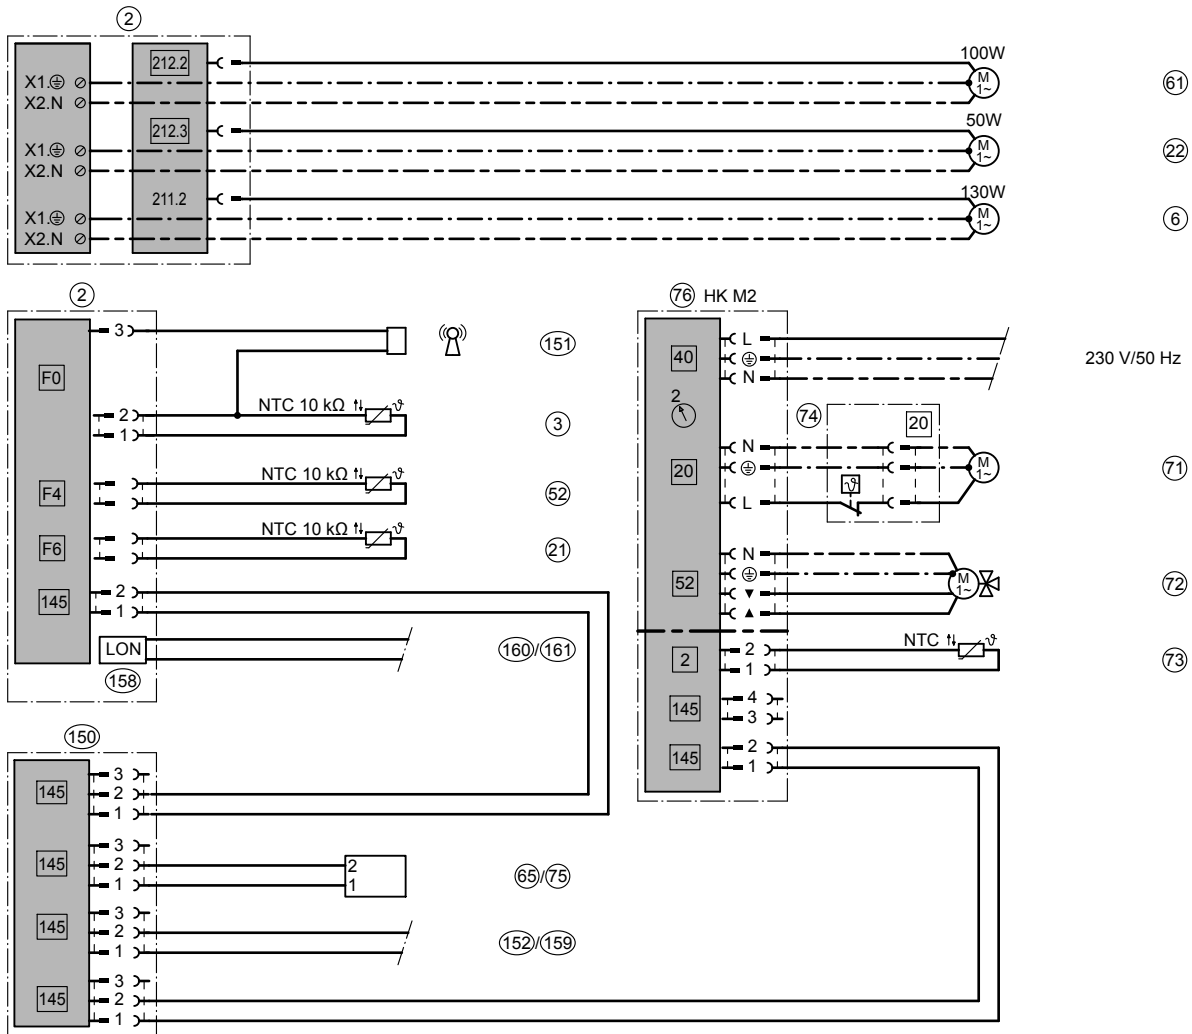 2
212.2
100W
X1.⏚
M
1~
61
X2.N
212.3
50W
X1.⏚
M
1~
22
X2.N
211.2
130W
X1.⏚
M
1~
6
X2.N
2
76 HK M2
3
151
L
40
230 V/50 Hz
F0
N
2
2
NTC 10 kΩ ϑ
3
1
74
20
N
20
M
1~
71
F4
NTC 10 kΩ ϑ
52
ϑ
L
F6
NTC 10 kΩ ϑ
21
N
52
M
1~
72
145
2
1
▼
▲
LON
160/161
158
2
2
1
NTC ϑ
73
145
4
3
145
2
1
150
145
3
2
1
145
3
2
1
2
1
65/75
145
3
2
1
152/159
145
3
2
1